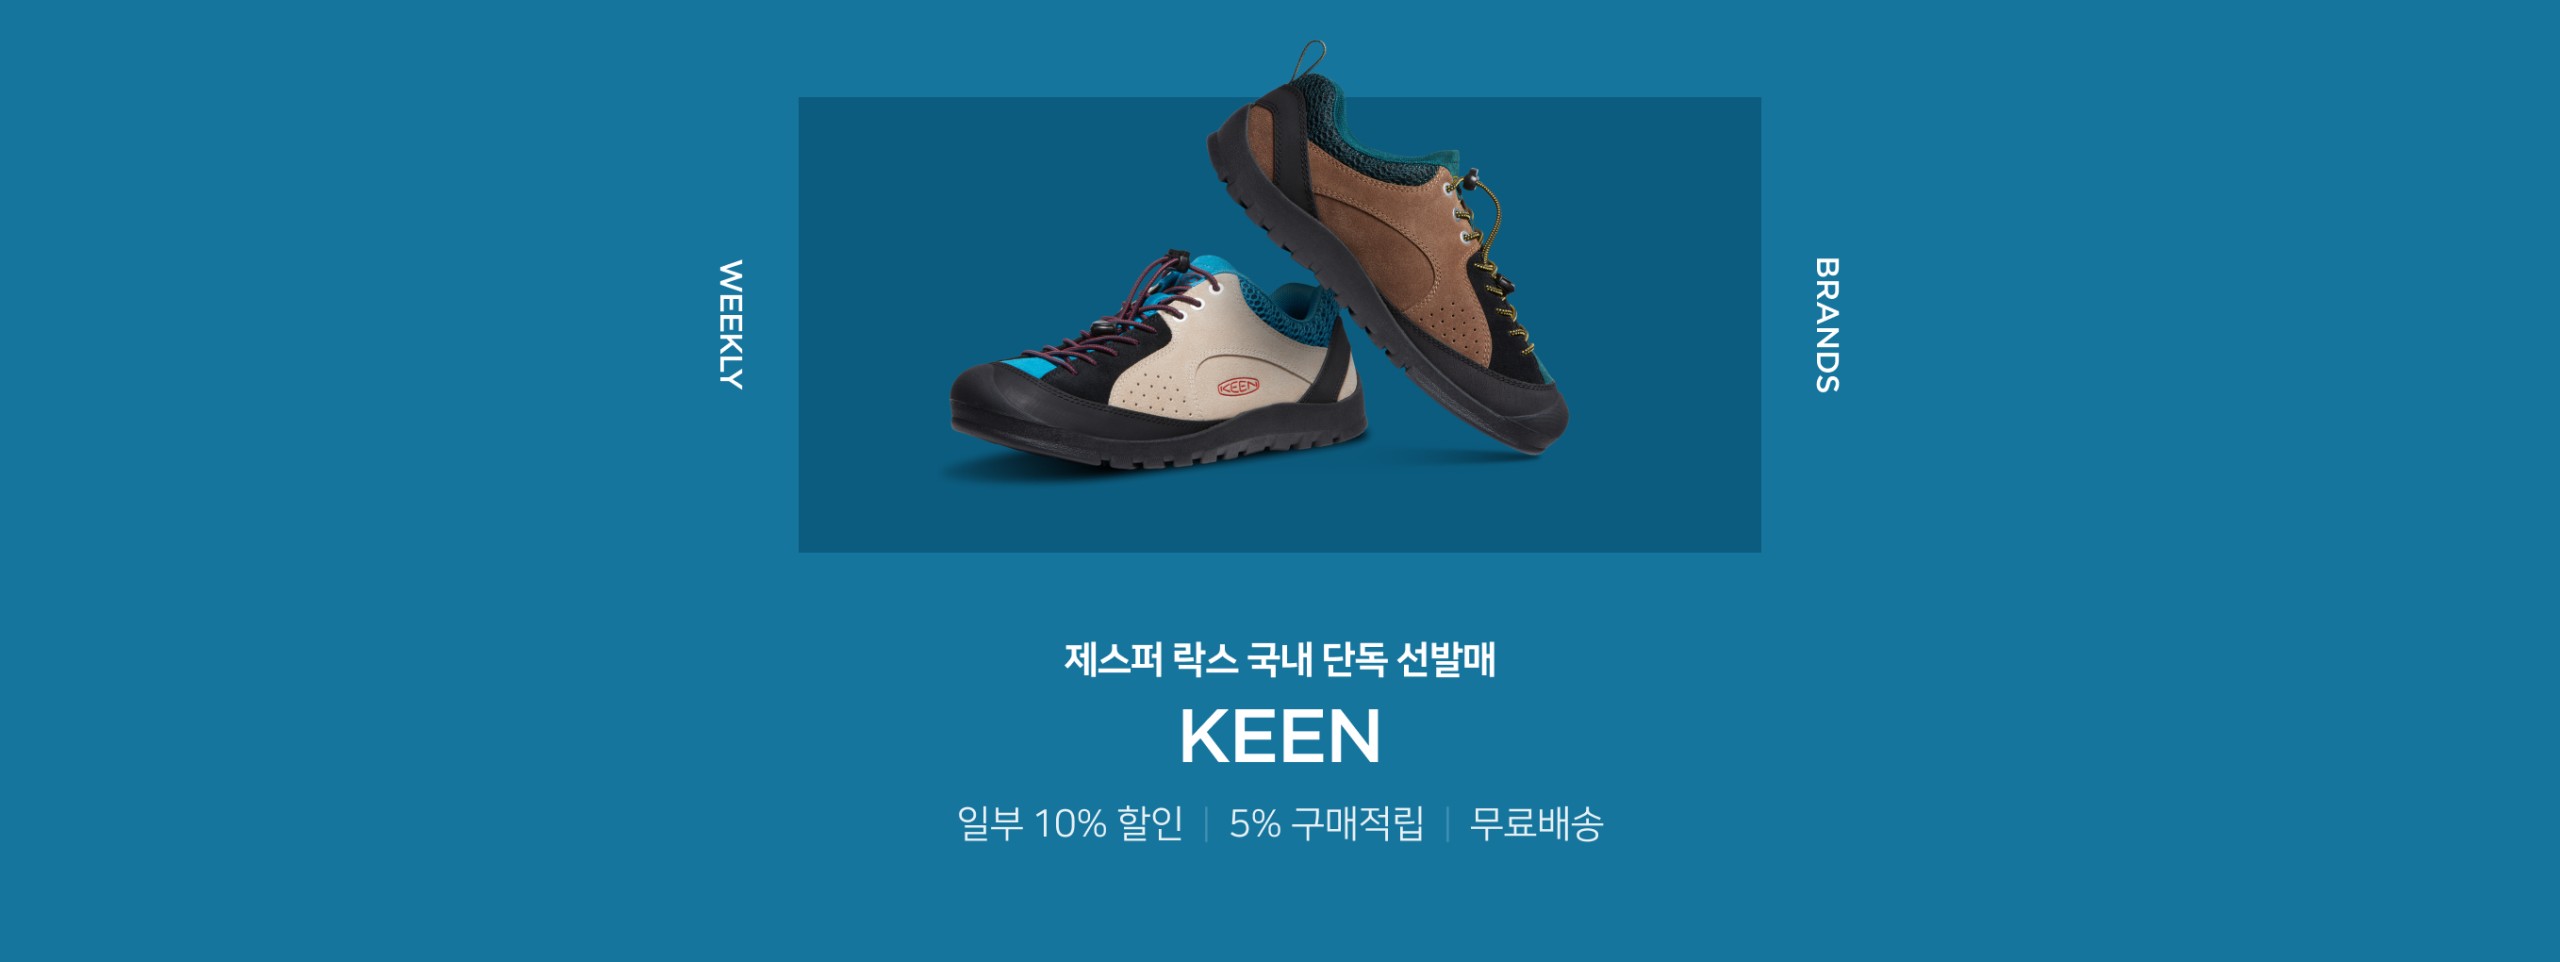 WEEKLY
BRANDS
KEEN
제스퍼 락스 국내 단독 선발매
KEEN
일부 10% 할인 | 5% 구매적립 | 무료배송